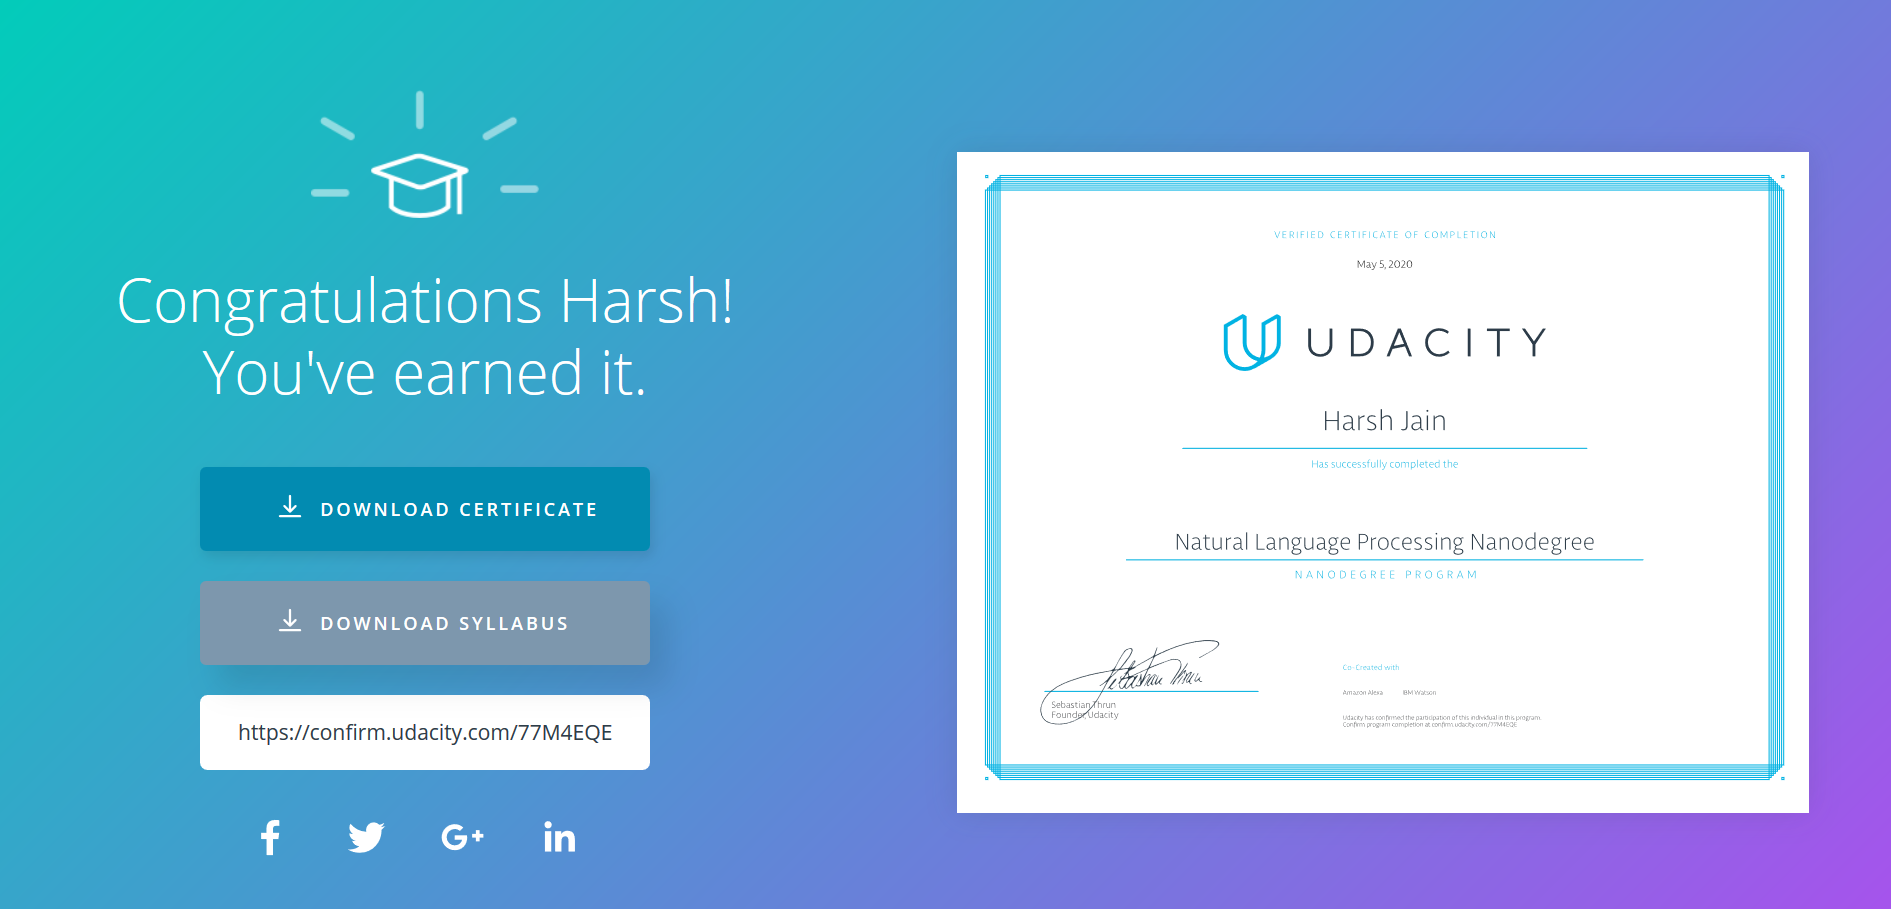 Congratulations Harsh!
You've earned it.
DOWNLOAD CERTIFICATE
DOWNLOAD SYLLABUS
https://confirm.udacity.com/77M4EQE
VERIFIED CERTIFICATE OF COMPLETION
May 5, 2020
UDACITY
Harsh Jain
Has successfully completed the
Natural Language Processing Nanodegree
NANODEGREE PROGRAM
Sebastian Thrun
Sebastian Thrun
Founder, Udacity
Co-Created with
Amazon Alexa IBM Watson
Udacity has confirmed the participation of this individual in this program.
Confirm program completion at confirm.udacity.com/77M4EQE